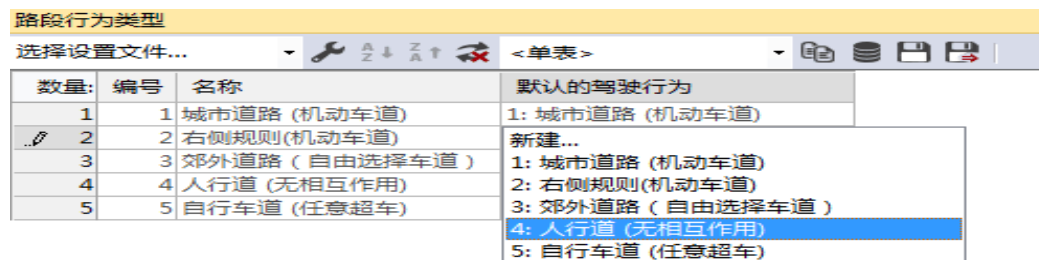 路段行为类型
选择设置文件... <单表>
数量: 编号 名称 默认的驾驶行为
1 1 城市道路 (机动车道) 1: 城市道路 (机动车道)
2 2 右侧规则(机动车道) 新建...
3 3 郊外道路 ( 自由选择车道 ) 1: 城市道路 (机动车道)
4 4 人行道 (无相互作用) 2: 右侧规则(机动车道)
5 5 自行车道 (任意超车) 3: 郊外道路 ( 自由选择车道 )
4: 人行道 (无相互作用)
5: 自行车道 (任意超车)